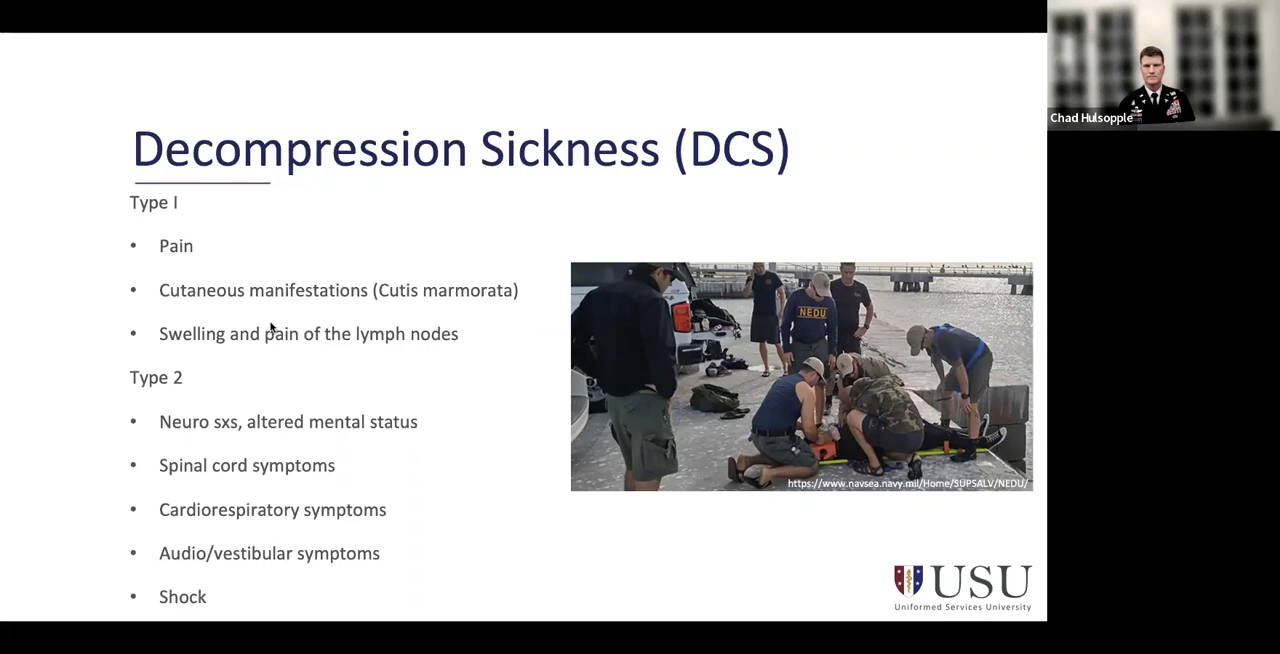 Decompression Sickness (DCS)
Type I
• Pain
• Cutaneous manifestations (Cutis marmorata)
• Swelling and pain of the lymph nodes
Type 2
• Neuro sxs, altered mental status
• Spinal cord symptoms
• Cardiorespiratory symptoms
• Audio/vestibular symptoms
• Shock
NEDU
https://www.navsea.navy.mil/Home/SUPSALV/NEDU/
USU
Uniformed Services University
Chad Hulsopple